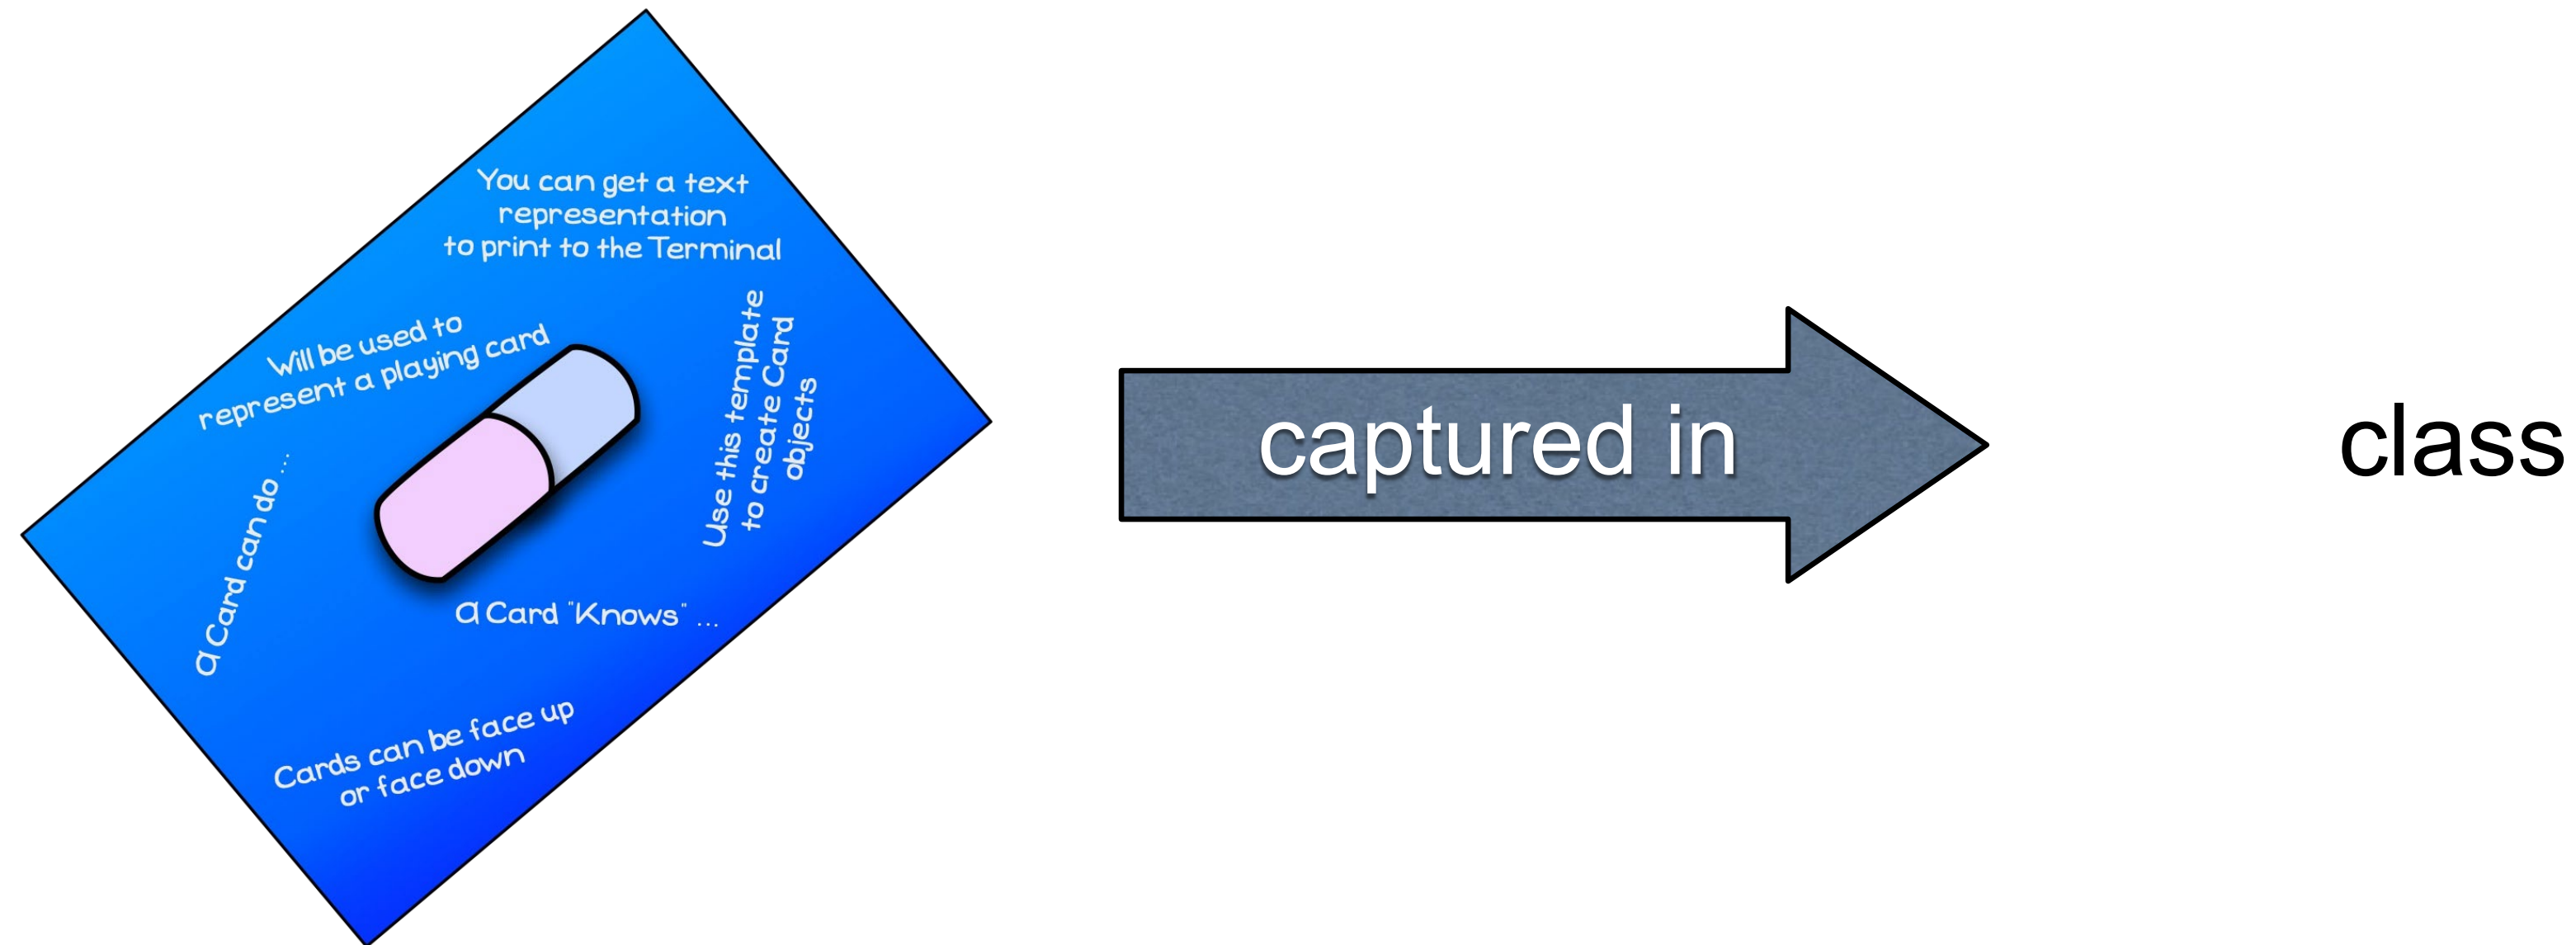 You can get a text
representation
to print to the Terminal
Will be used to
represent a playing card
Use this template
to create Card
objects
a Card can do ...
a Card "Knows" ...
Cards can be face up
or face down
captured in
class